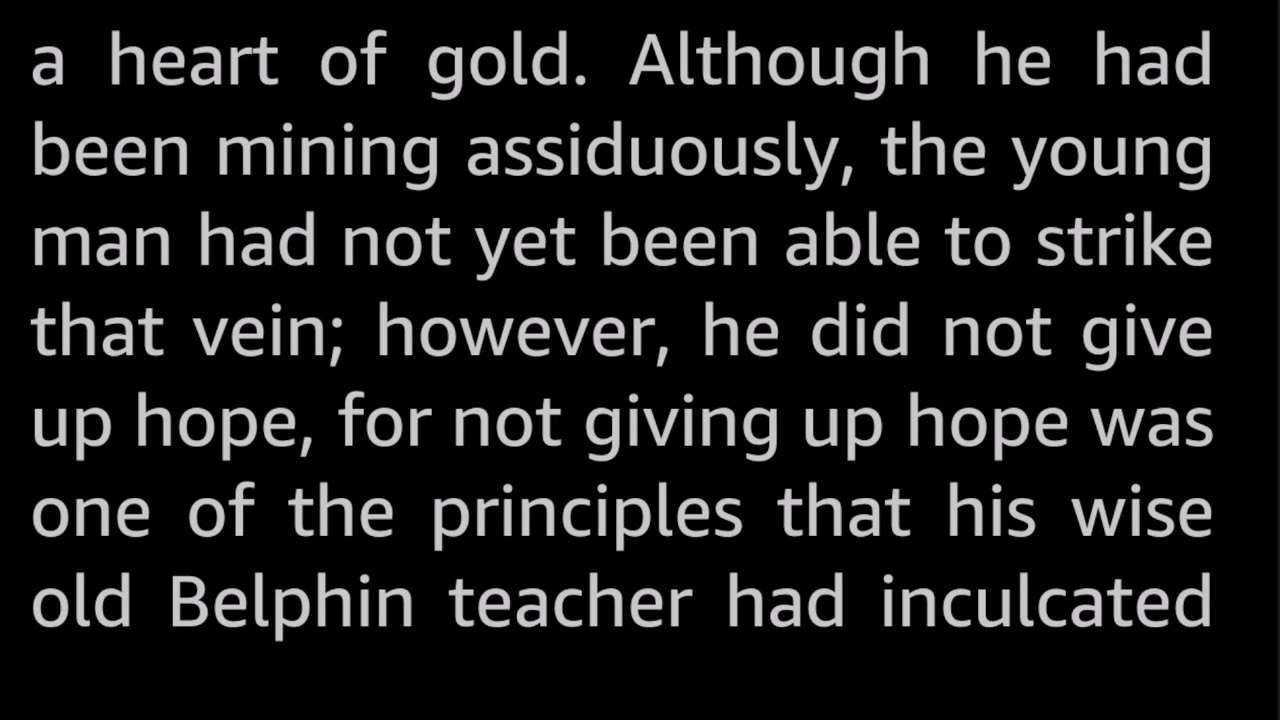 a heart of gold. Although he had
been mining assiduously, the young
man had not yet been able to strike
that vein; however, he did not give
up hope, for not giving up hope was
one of the principles that his wise
old Belphin teacher had inculcated